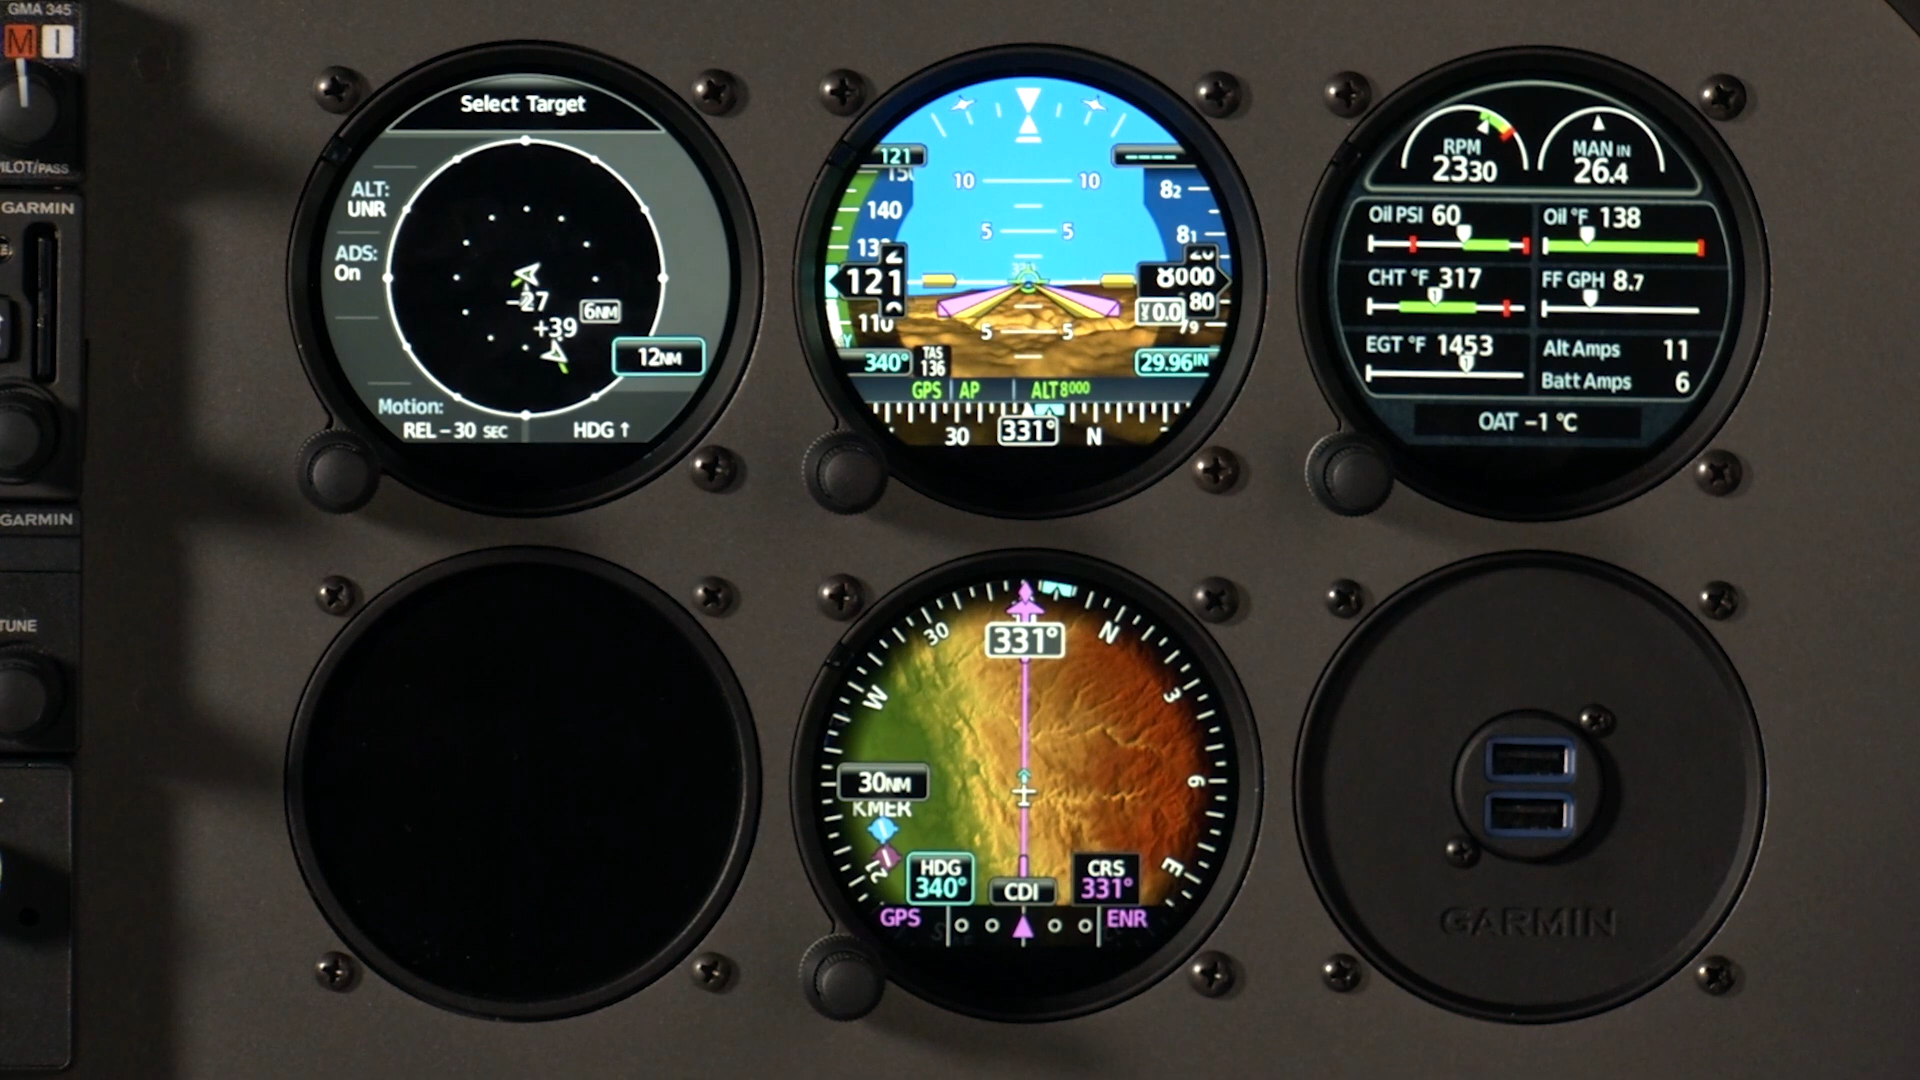 GMA 345
M I
PILOT/PASS
GARMIN
GARMIN
TUNE
Select Target
ALT:
UNR
ADS:
On
-27
+39
6NM
12NM
Motion:
REL -30 SEC
HDG ↑
121
140
121
110
340°
TAS
136
10 10
5 5
5 5
82
81
8000
80
79
0.0
29.96IN
GPS AP ALT 8000
30 331° N
RPM
2330
MAN IN
26.4
Oil PSI 60
Oil °F 138
CHT °F 317
1
FF GPH 8.7
EGT °F 1453
1
Alt Amps 11
Batt Amps 6
OAT -1 °C
30 331° N
W 3
30NM
KMER
6
21 E
HDG
340°
CDI
CRS
331°
GPS ENR
GARMIN